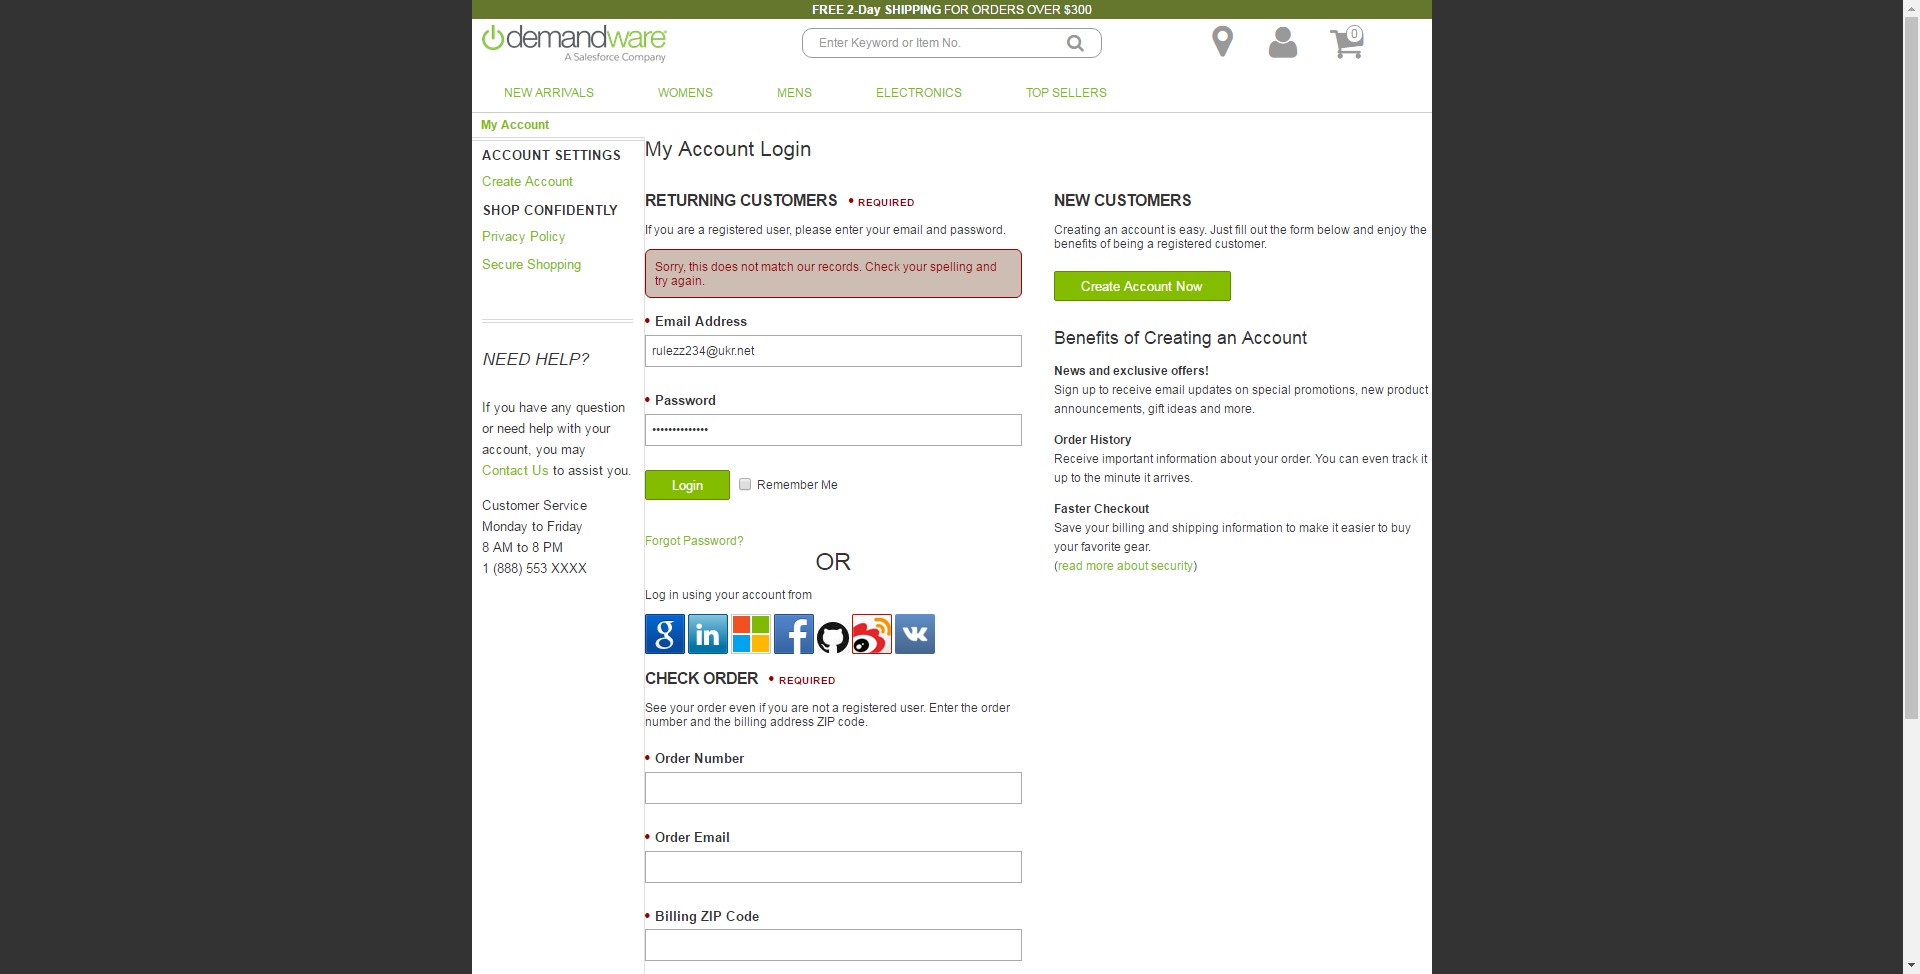 FREE 2-Day SHIPPING FOR ORDERS OVER $300
demandware
A Salesforce Company
Enter Keyword or Item No.
0
NEW ARRIVALS WOMENS MENS ELECTRONICS TOP SELLERS
My Account
ACCOUNT SETTINGS
Create Account
SHOP CONFIDENTLY
Privacy Policy
Secure Shopping
NEED HELP?
If you have any question
or need help with your
account, you may
Contact Us to assist you.
Customer Service
Monday to Friday
8 AM to 8 PM
1 (888) 553 XXXX
My Account Login
RETURNING CUSTOMERS • REQUIRED
If you are a registered user, please enter your email and password.
Sorry, this does not match our records. Check your spelling and
try again.
• Email Address
rulezz234@ukr.net
• Password
••••••••••••••
Login Remember Me
Forgot Password?
OR
Log in using your account from
g in f vк
CHECK ORDER • REQUIRED
See your order even if you are not a registered user. Enter the order
number and the billing address ZIP code.
• Order Number
• Order Email
• Billing ZIP Code
NEW CUSTOMERS
Creating an account is easy. Just fill out the form below and enjoy the
benefits of being a registered customer.
Create Account Now
Benefits of Creating an Account
News and exclusive offers!
Sign up to receive email updates on special promotions, new product
announcements, gift ideas and more.
Order History
Receive important information about your order. You can even track it
up to the minute it arrives.
Faster Checkout
Save your billing and shipping information to make it easier to buy
your favorite gear.
(read more about security)